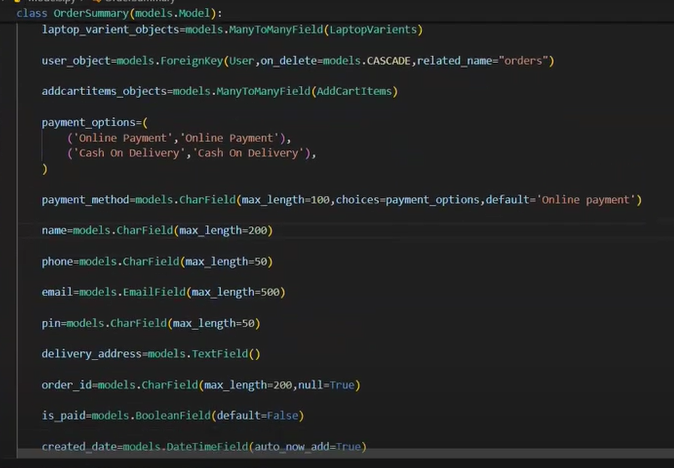 class OrderSummary(models.Model):
laptop_varient_objects=models.ManyToManyField(LaptopVarients)
user_object=models.ForeignKey(User,on_delete=models.CASCADE,related_name="orders")
addcartitems_objects=models.ManyToManyField(AddCartItems)
payment_options=(
('Online Payment','Online Payment'),
('Cash On Delivery','Cash On Delivery'),
)
payment_method=models.CharField(max_length=100,choices=payment_options,default='Online payment')
name=models.CharField(max_length=200)
phone=models.CharField(max_length=50)
email=models.EmailField(max_length=500)
pin=models.CharField(max_length=50)
delivery_address=models.TextField()
order_id=models.CharField(max_length=200,null=True)
is_paid=models.BooleanField(default=False)
created_date=models.DateTimeField(auto_now_add=True)